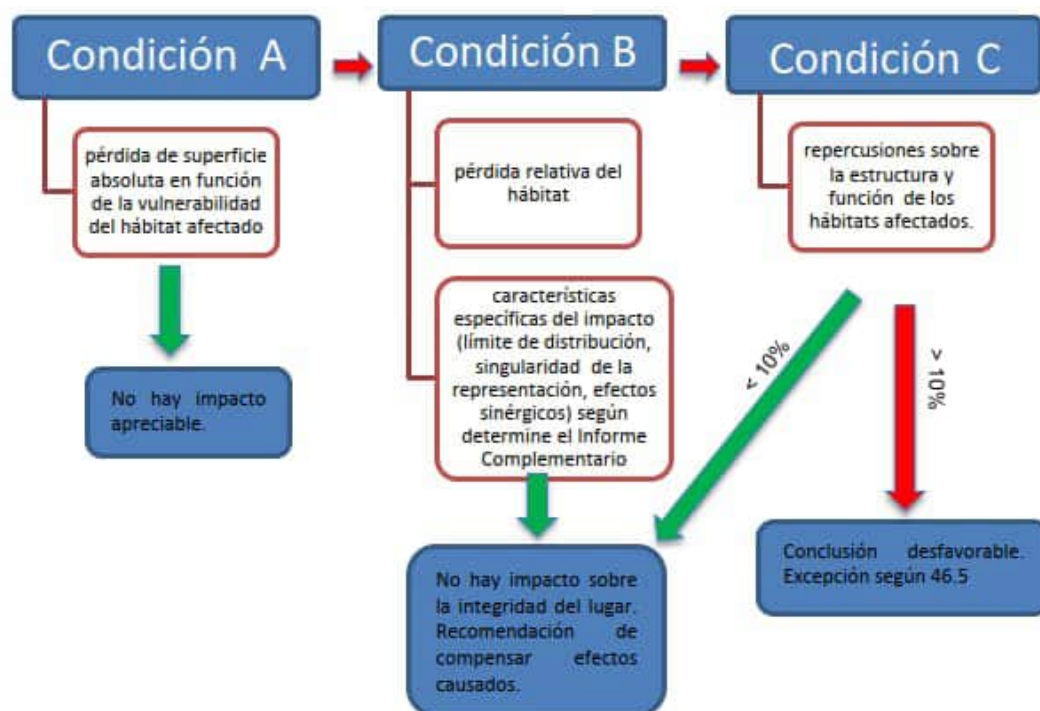 Condición A
Condición B
Condición C
pérdida de superficie
absoluta en función
de la vulnerabilidad
del hábitat afectado
pérdida relativa del
hábitat
repercusiones sobre
la estructura y
función de los
hábitats afectados.
características
específicas del impacto
(límite de distribución,
singularidad de la
representación, efectos
sinérgicos) según
determine el Informe
Complementario
< 10%
> 10%
No hay impacto
apreciable.
No hay impacto sobre
la integridad del lugar.
Recomendación de
compensar efectos
causados.
Conclusión desfavorable.
Excepción según 46.5